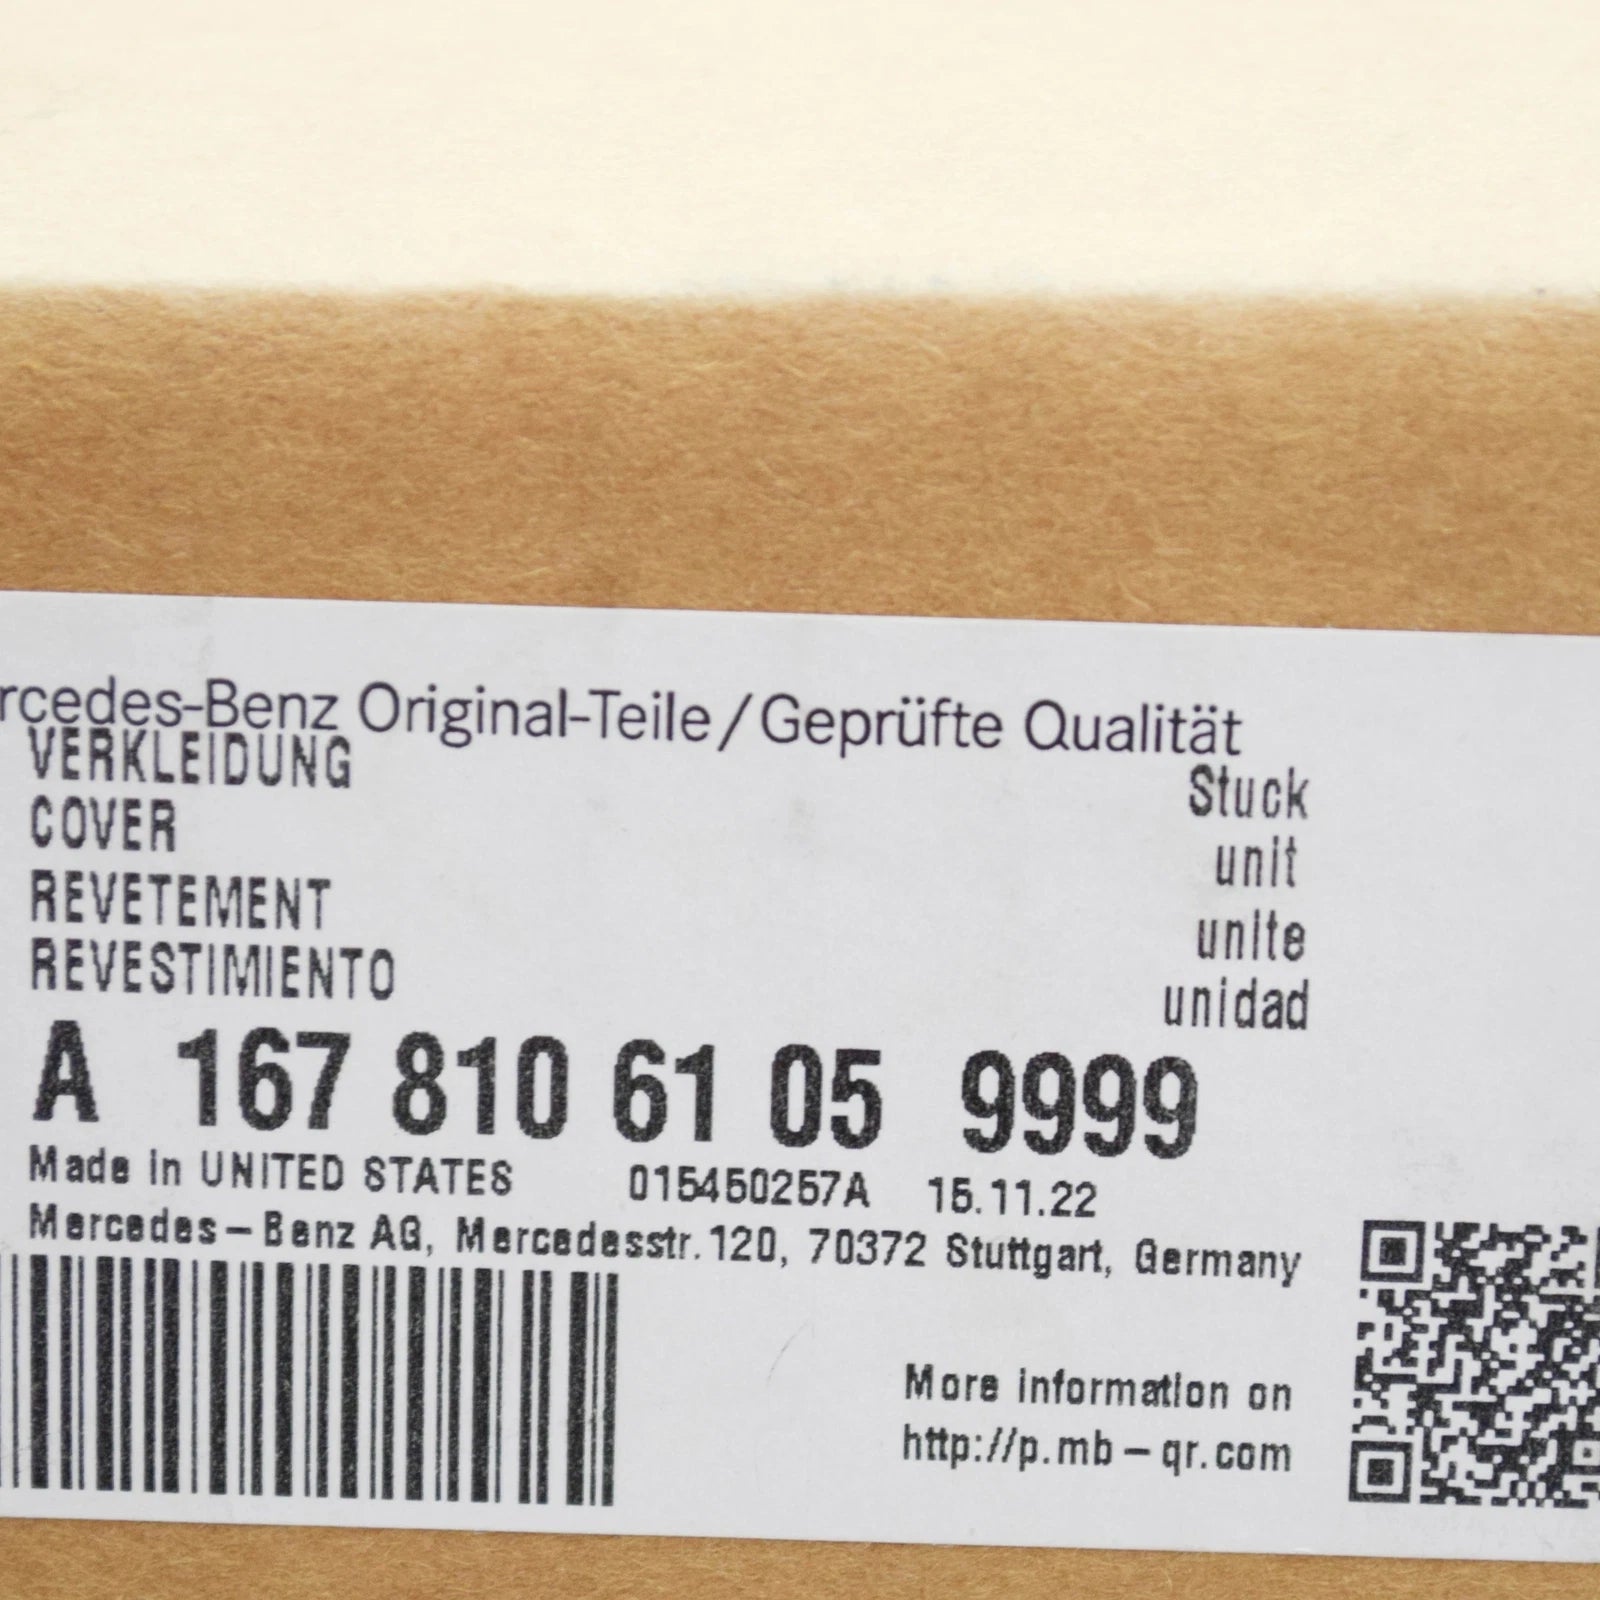 rcedes-Benz Original-Teile/Geprüfte Qualität
VERKLEIDUNG
COVER
REVETEMENT
REVESTIMIENTO
Stuck
unit
unite
unidad
A 167 810 61 05 9999
Made in UNITED STATES 015450257A 15.11.22
Mercedes-Benz AG, Mercedesstr.120, 70372 Stuttgart, Germany
More information on
http://p.mb-qr.com